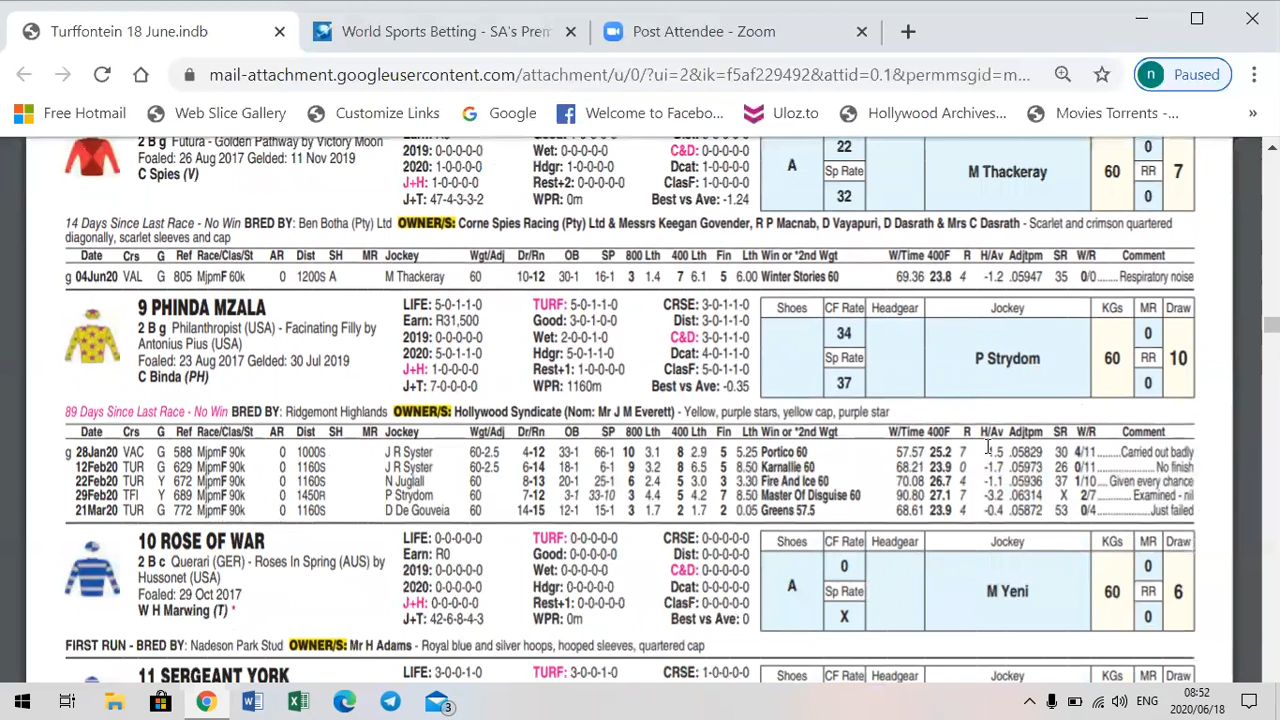 Turffontein 18 June.indb
World Sports Betting - SA's Prem
Post Attendee - Zoom
mail-attachment.googleusercontent.com/attachment/u/0/?ui=2&ik=f5af229492&attid=0.1&permmsgid=m...
n Paused
Free Hotmail Web Slice Gallery Customize Links Google Welcome to Facebo... Uloz.to Hollywood Archives... Movies Torrents -... »
2 B g Futura - Golden Pathway by Victory Moon
Foaled: 26 Aug 2017 Gelded: 11 Nov 2019
C Spies (V)
2019: 0-0-0-0-0 Wet: 0-0-0-0-0 C&D: 0-0-0-0-0
2020: 1-0-0-0-0 Hdgr: 1-0-0-0-0 Dcat: 1-0-0-0-0
J+H: 1-0-0-0-0 Rest+2: 0-0-0-0-0 ClasF: 1-0-0-0-0
J+T: 47-4-3-3-2 WPR: 0m Best vs Ave: -1.24
A 22 Sp Rate 32 M Thackeray 60 0 RR 0 7
14 Days Since Last Race - No Win BRED BY: Ben Botha (Pty) Ltd OWNER/S: Corne Spies Racing (Pty) Ltd & Messrs Keegan Govender, R P Macnab, D Vayapuri, D Dasrath & Mrs C Dasrath - Scarlet and crimson quartered
diagonally, scarlet sleeves and cap
Date Crs G Ref Race/Clas/St AR Dist SH MR Jockey Wgt/Adj Dr/Rn OB SP 800 Lth 400 Lth Fin Lth Win or *2nd Wgt W/Time 400F R H/Av Adjtpm SR W/R Comment
g 04Jun20 VAL G 805 MjpmF 60k 0 1200S A M Thackeray 60 10-12 30-1 16-1 3 1.4 7 6.1 5 6.00 Winter Stories 60 69.36 23.8 4 -1.2 .05947 35 0/0 Respiratory noise
9 PHINDA MZALA
2 B g Philanthropist (USA) - Facinating Filly by
Antonius Pius (USA)
Foaled: 23 Aug 2017 Gelded: 30 Jul 2019
C Binda (PH)
LIFE: 5-0-1-1-0 TURF: 5-0-1-1-0 CRSE: 3-0-1-1-0
Earn: R31,500 Good: 3-0-1-0-0 Dist: 3-0-1-1-0
2019: 0-0-0-0-0 Wet: 2-0-0-1-0 C&D: 3-0-1-1-0
2020: 5-0-1-1-0 Hdgr: 5-0-1-1-0 Dcat: 4-0-1-1-0
J+H: 1-0-0-0-0 Rest+1: 1-0-0-0-0 ClasF: 5-0-1-1-0
J+T: 7-0-0-0-0 WPR: 1160m Best vs Ave: -0.35
Shoes CF Rate Headgear Jockey KGs MR Draw
34 Sp Rate 37 P Strydom 60 0 RR 0 10
89 Days Since Last Race - No Win BRED BY: Ridgemont Highlands OWNER/S: Hollywood Syndicate (Nom: Mr J M Everett) - Yellow, purple stars, yellow cap, purple star
Date Crs G Ref Race/Clas/St AR Dist SH MR Jockey Wgt/Adj Dr/Rn OB SP 800 Lth 400 Lth Fin Lth Win or *2nd Wgt W/Time 400F R H/Av Adjtpm SR W/R Comment
g 28Jan20 VAC G 588 MjpmF 90k 0 1000S J R Syster 60-2.5 4-12 33-1 66-1 10 3.1 8 2.9 5 5.25 Portico 60 57.57 25.2 7 .05829 30 4/11 Carried out badly
12Feb20 TUR G 629 MjpmF 90k 0 1160S J R Syster 60-2.5 6-14 18-1 6-1 9 3.2 8 6.5 5 8.50 Karnallie 60 68.21 23.9 0 -1.7 .05973 26 0/11 No finish
22Feb20 TUR Y 672 MjpmF 90k 0 1160S N Juglall 60 8-13 20-1 25-1 6 2.4 5 3.0 3 3.30 Fire And Ice 60 70.08 26.7 4 -1.1 .05936 37 1/10 Given every chance
29Feb20 TFI Y 689 MjpmF 90k 0 1450R P Strydom 60 7-12 3-1 33-10 3 4.4 5 4.2 7 8.50 Master Of Disguise 60 90.80 27.1 7 -3.2 .06314 X 2/7 Examined - nil
21Mar20 TUR G 772 MjpmF 90k 0 1160S D De Gouveia 60 14-15 12-1 15-1 3 1.7 2 1.7 2 0.05 Greens 57.5 68.61 23.9 4 -0.4 .05872 53 0/4 Just failed
10 ROSE OF WAR
2 B c Querari (GER) - Roses In Spring (AUS) by
Hussonet (USA)
Foaled: 29 Oct 2017
W H Marwing (T) *
LIFE: 0-0-0-0-0 TURF: 0-0-0-0-0 CRSE: 0-0-0-0-0
Earn: R0 Good: 0-0-0-0-0 Dist: 0-0-0-0-0
2019: 0-0-0-0-0 Wet: 0-0-0-0-0 C&D: 0-0-0-0-0
2020: 0-0-0-0-0 Hdgr: 0-0-0-0-0 Dcat: 0-0-0-0-0
J+H: 0-0-0-0-0 Rest+1: 0-0-0-0-0 ClasF: 0-0-0-0-0
J+T: 42-6-8-4-3 WPR: 0m Best vs Ave: 0
Shoes CF Rate Headgear Jockey KGs MR Draw
A 0 Sp Rate X M Yeni 60 0 RR 0 6
FIRST RUN - BRED BY: Nadeson Park Stud OWNER/S: Mr H Adams - Royal blue and silver hoops, hooped sleeves, quartered cap
11 SERGEANT YORK LIFE: 3-0-0-1-0 TURF: 3-0-0-1-0 CRSE: 1-0-0-0-0
Shoes CF Rate Headgear Jockey KGs MR Draw
3 ENG 08:52
2020/06/18